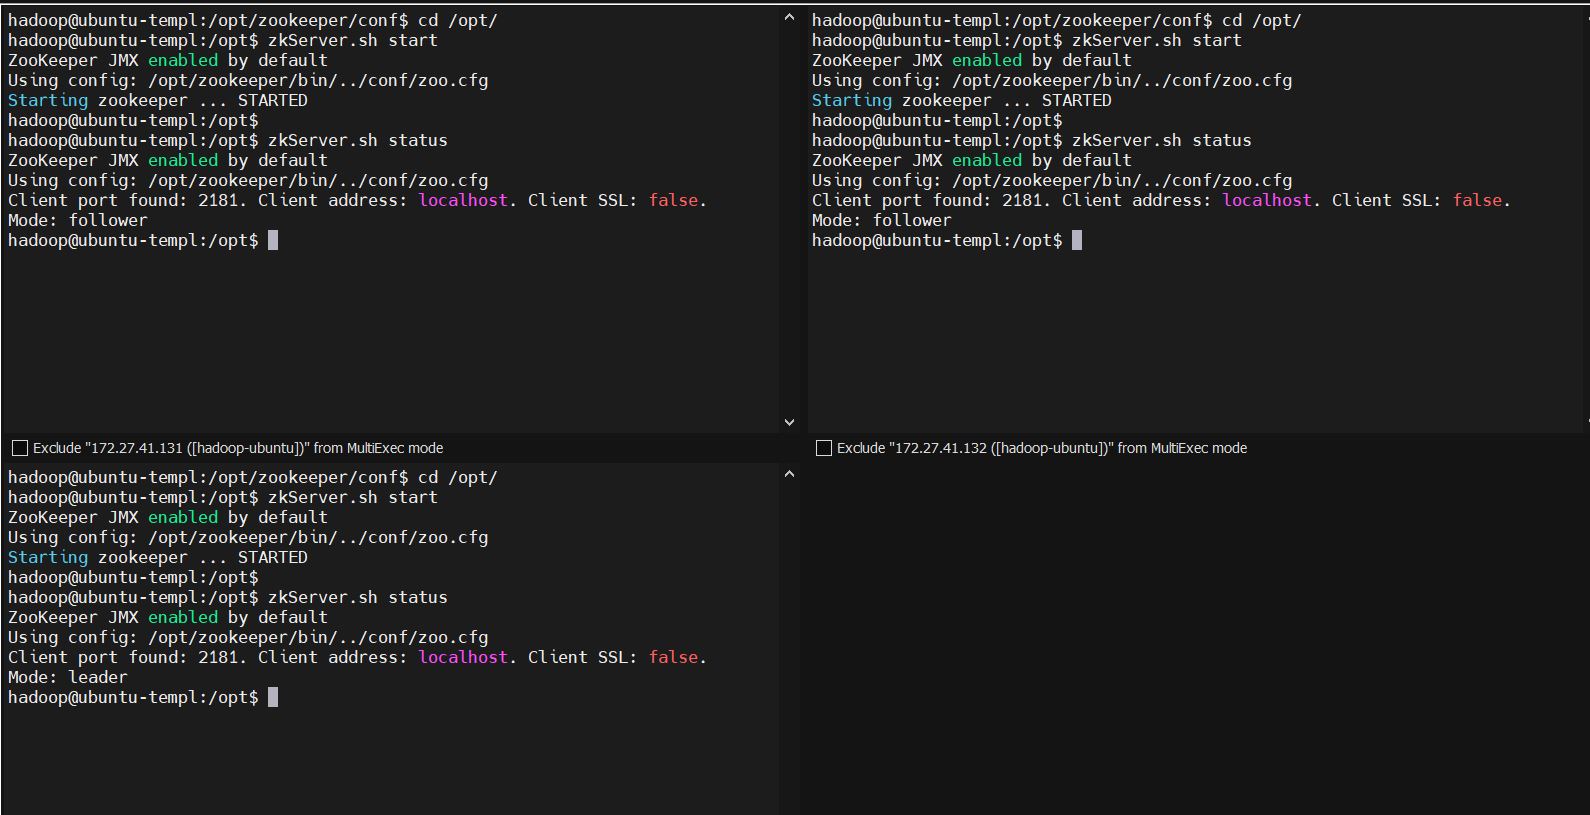 hadoop@ubuntu-templ:/opt/zookeeper/conf$ cd /opt/
hadoop@ubuntu-templ:/opt$ zkServer.sh start
ZooKeeper JMX enabled by default
Using config: /opt/zookeeper/bin/../conf/zoo.cfg
Starting zookeeper ... STARTED
hadoop@ubuntu-templ:/opt$
hadoop@ubuntu-templ:/opt$ zkServer.sh status
ZooKeeper JMX enabled by default
Using config: /opt/zookeeper/bin/../conf/zoo.cfg
Client port found: 2181. Client address: localhost. Client SSL: false.
Mode: follower
hadoop@ubuntu-templ:/opt$
Exclude "172.27.41.131 ([hadoop-ubuntu])" from MultiExec mode
hadoop@ubuntu-templ:/opt/zookeeper/conf$ cd /opt/
hadoop@ubuntu-templ:/opt$ zkServer.sh start
ZooKeeper JMX enabled by default
Using config: /opt/zookeeper/bin/../conf/zoo.cfg
Starting zookeeper ... STARTED
hadoop@ubuntu-templ:/opt$
hadoop@ubuntu-templ:/opt$ zkServer.sh status
ZooKeeper JMX enabled by default
Using config: /opt/zookeeper/bin/../conf/zoo.cfg
Client port found: 2181. Client address: localhost. Client SSL: false.
Mode: follower
hadoop@ubuntu-templ:/opt$
Exclude "172.27.41.132 ([hadoop-ubuntu])" from MultiExec mode
hadoop@ubuntu-templ:/opt/zookeeper/conf$ cd /opt/
hadoop@ubuntu-templ:/opt$ zkServer.sh start
ZooKeeper JMX enabled by default
Using config: /opt/zookeeper/bin/../conf/zoo.cfg
Starting zookeeper ... STARTED
hadoop@ubuntu-templ:/opt$
hadoop@ubuntu-templ:/opt$ zkServer.sh status
ZooKeeper JMX enabled by default
Using config: /opt/zookeeper/bin/../conf/zoo.cfg
Client port found: 2181. Client address: localhost. Client SSL: false.
Mode: leader
hadoop@ubuntu-templ:/opt$